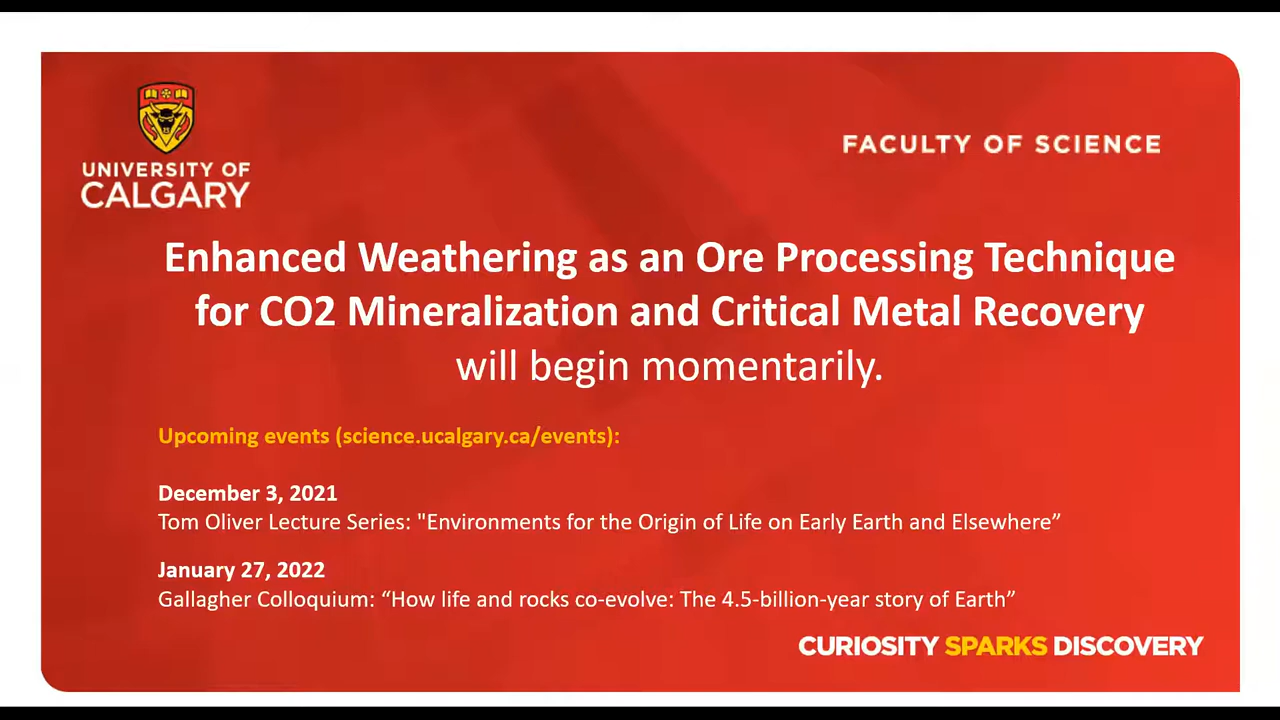 UNIVERSITY OF
CALGARY
FACULTY OF SCIENCE
Enhanced Weathering as an Ore Processing Technique
for CO2 Mineralization and Critical Metal Recovery
will begin momentarily.
Upcoming events (science.ucalgary.ca/events):
December 3, 2021
Tom Oliver Lecture Series: "Environments for the Origin of Life on Early Earth and Elsewhere”
January 27, 2022
Gallagher Colloquium: “How life and rocks co-evolve: The 4.5-billion-year story of Earth”
CURIOSITY SPARKS DISCOVERY